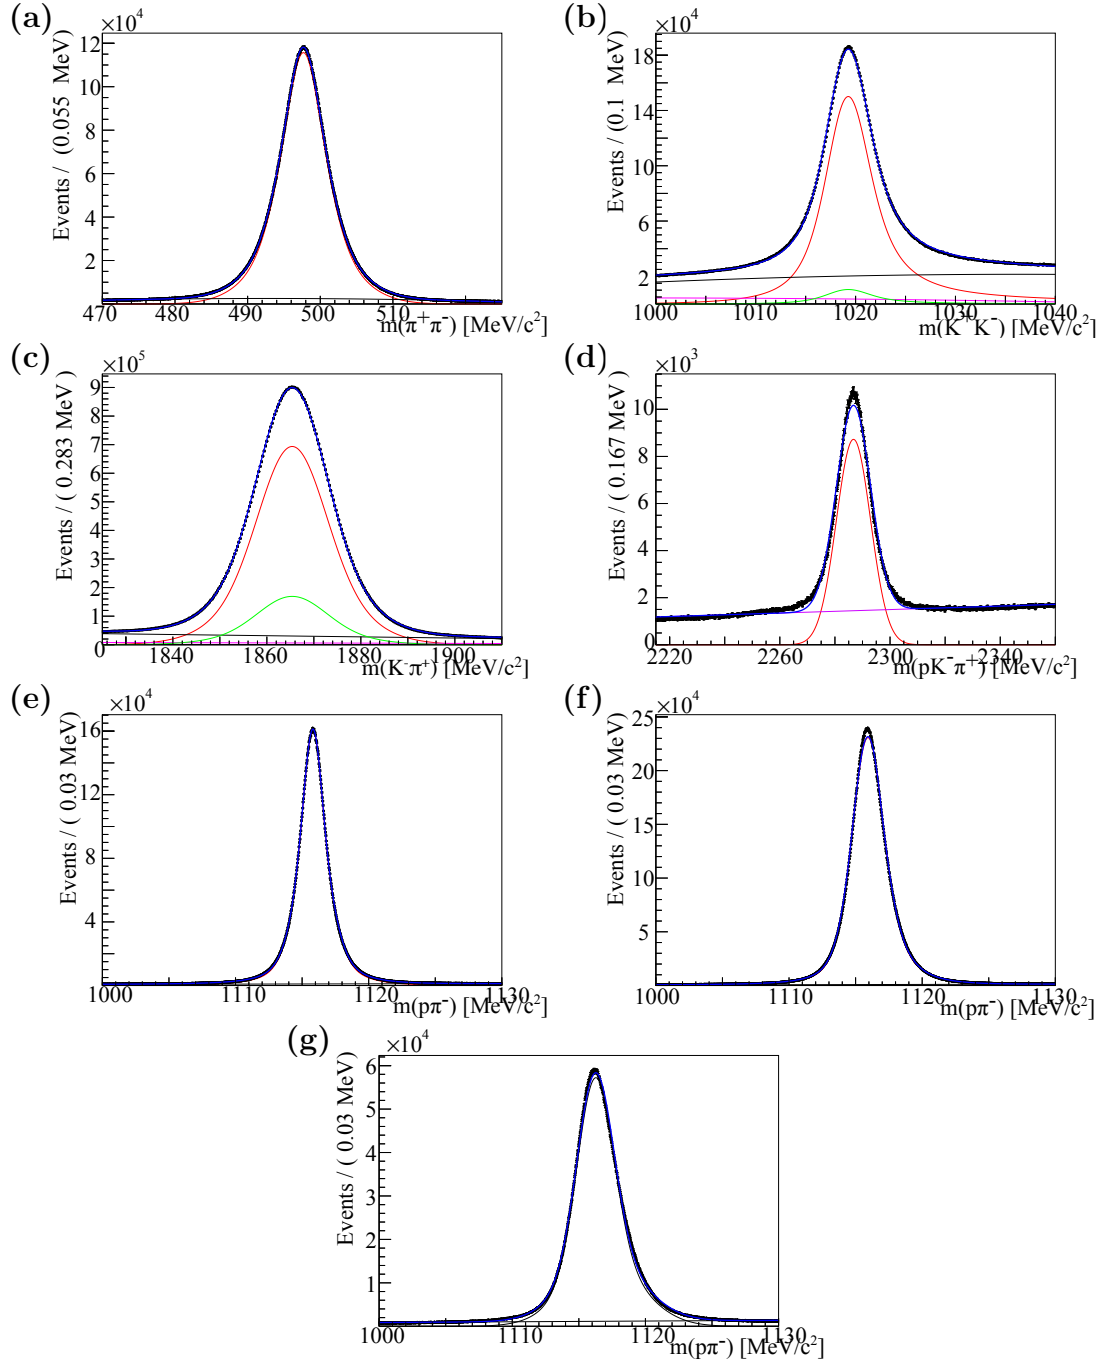 (a)
×10⁴
Events / (0.055 MeV)
12
10
8
6
4
2
470 480 490 500 510
m(π⁺π⁻) [MeV/c²]
(b)
×10⁴
Events / (0.1 MeV)
18
14
10
6
2
1000 1010 1020 1030 1040
m(K⁺K⁻) [MeV/c²]
(c)
×10⁵
Events / ( 0.283 MeV )
9
8
7
6
5
4
3
2
1
0
1840 1860 1880 1900
m(K⁻π⁺) [MeV/c²]
(d)
×10³
Events / ( 0.167 MeV )
10
8
6
4
2
0
2220 2260 2300 2340
m(pK⁻π⁺) [MeV/c²]
(e)
×10⁴
Events / ( 0.03 MeV)
16
12
8
4
1000 1110 1120 1130
m(pπ⁻) [MeV/c²]
(f)
×10⁴
Events / ( 0.03 MeV)
25
20
15
10
5
1000 1110 1120 1130
m(pπ⁻) [MeV/c²]
(g)
×10⁴
Events / ( 0.03 MeV)
6
5
4
3
2
1
1000 1110 1120 1130
m(pπ⁻) [MeV/c²]